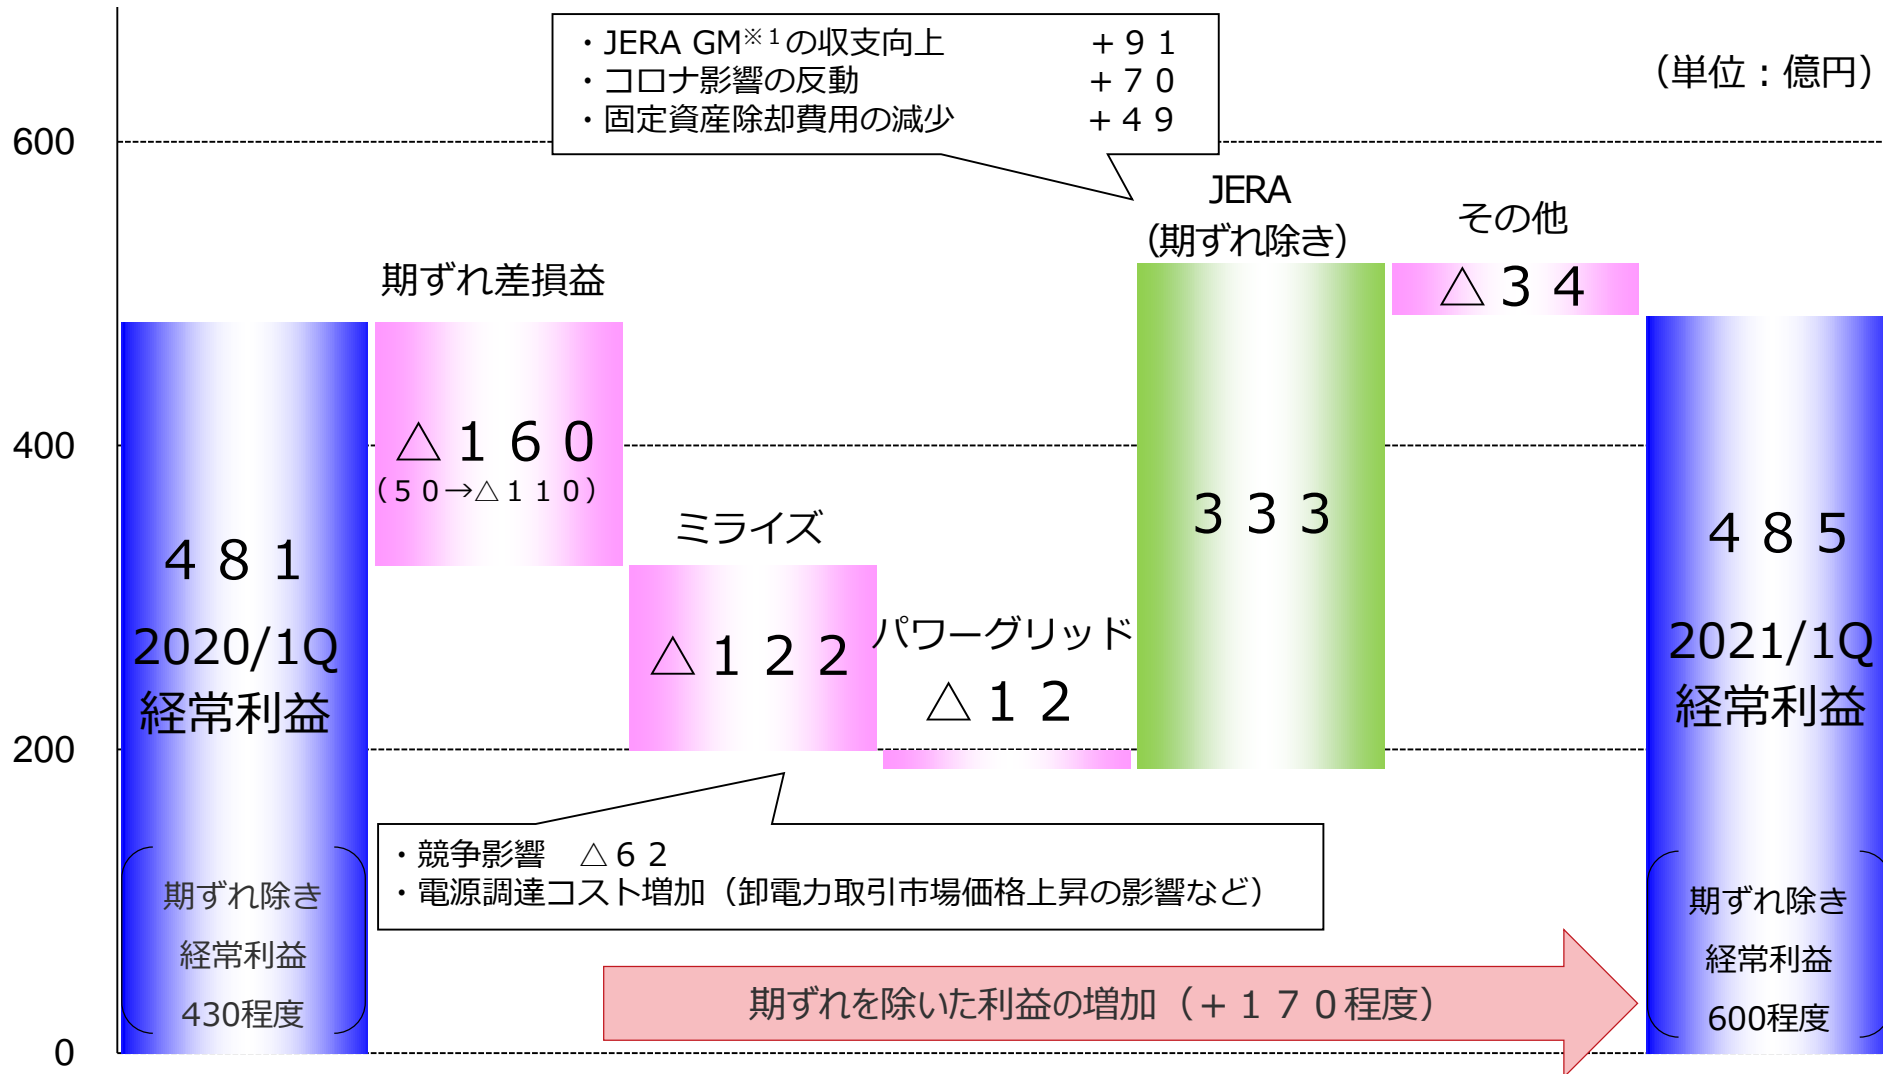 ・JERA GM※1の収支向上 +91
・コロナ影響の反動 +70
・固定資産除却費用の減少 +49
(単位:億円)
600
400
200
0
期ずれ差損益
△160
(50→△110)
ミライズ
△122
パワーグリッド
△12
JERA
(期ずれ除き)
333
その他
△34
481
2020/1Q
経常利益
期ずれ除き
経常利益
430程度
485
2021/1Q
経常利益
期ずれ除き
経常利益
600程度
・競争影響 △62
・電源調達コスト増加(卸電力取引市場価格上昇の影響など)
期ずれを除いた利益の増加(+170程度)